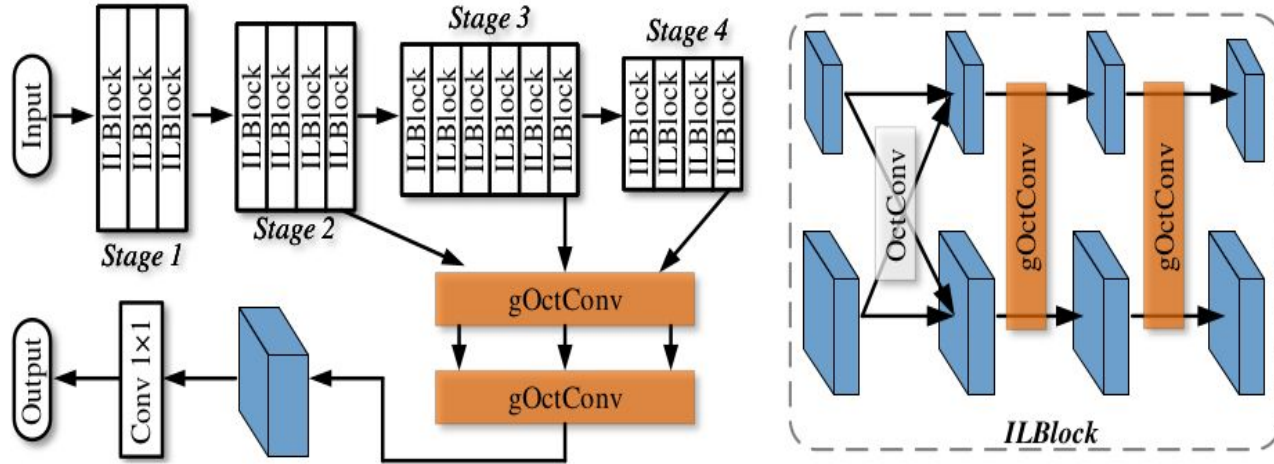 Input
ILBlock
ILBlock
ILBlock
Stage 1
ILBlock
ILBlock
ILBlock
ILBlock
Stage 2
Stage 3
ILBlock
ILBlock
ILBlock
ILBlock
ILBlock
ILBlock
Stage 4
ILBlock
ILBlock
ILBlock
ILBlock
gOctConv
gOctConv
Conv 1×1
Output
OctConv
gOctConv
gOctConv
ILBlock